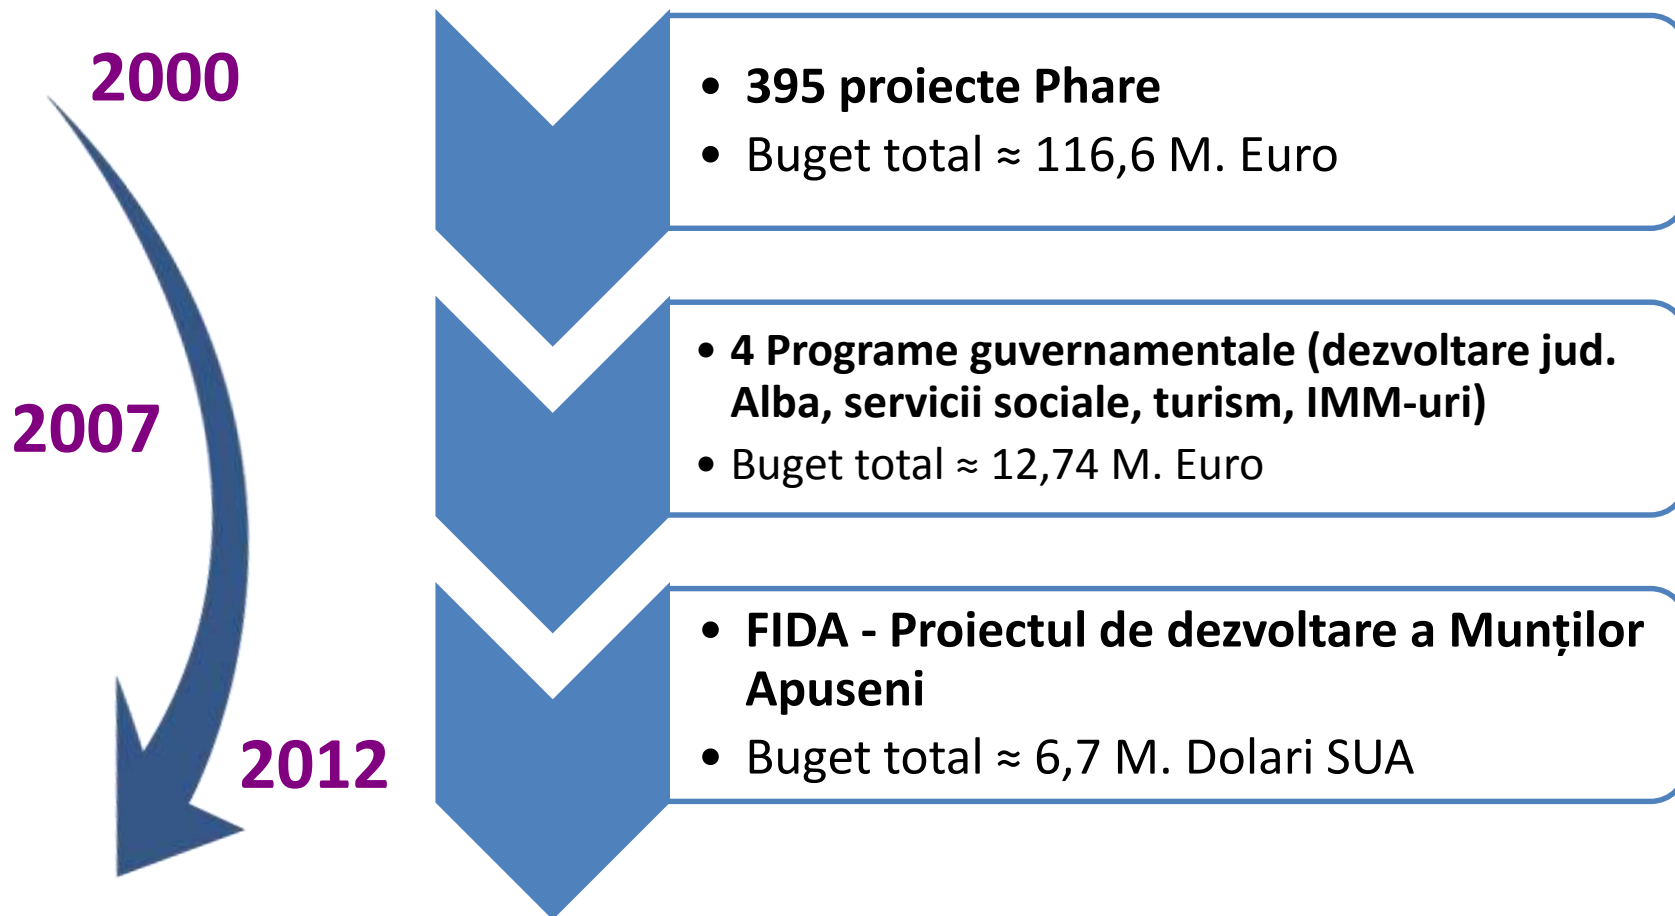 2000
• 395 proiecte Phare
• Buget total ≈ 116,6 M. Euro
2007
• 4 Programe guvernamentale (dezvoltare jud.
Alba, servicii sociale, turism, IMM-uri)
• Buget total ≈ 12,74 M. Euro
2012
• FIDA - Proiectul de dezvoltare a Munților
Apuseni
• Buget total ≈ 6,7 M. Dolari SUA